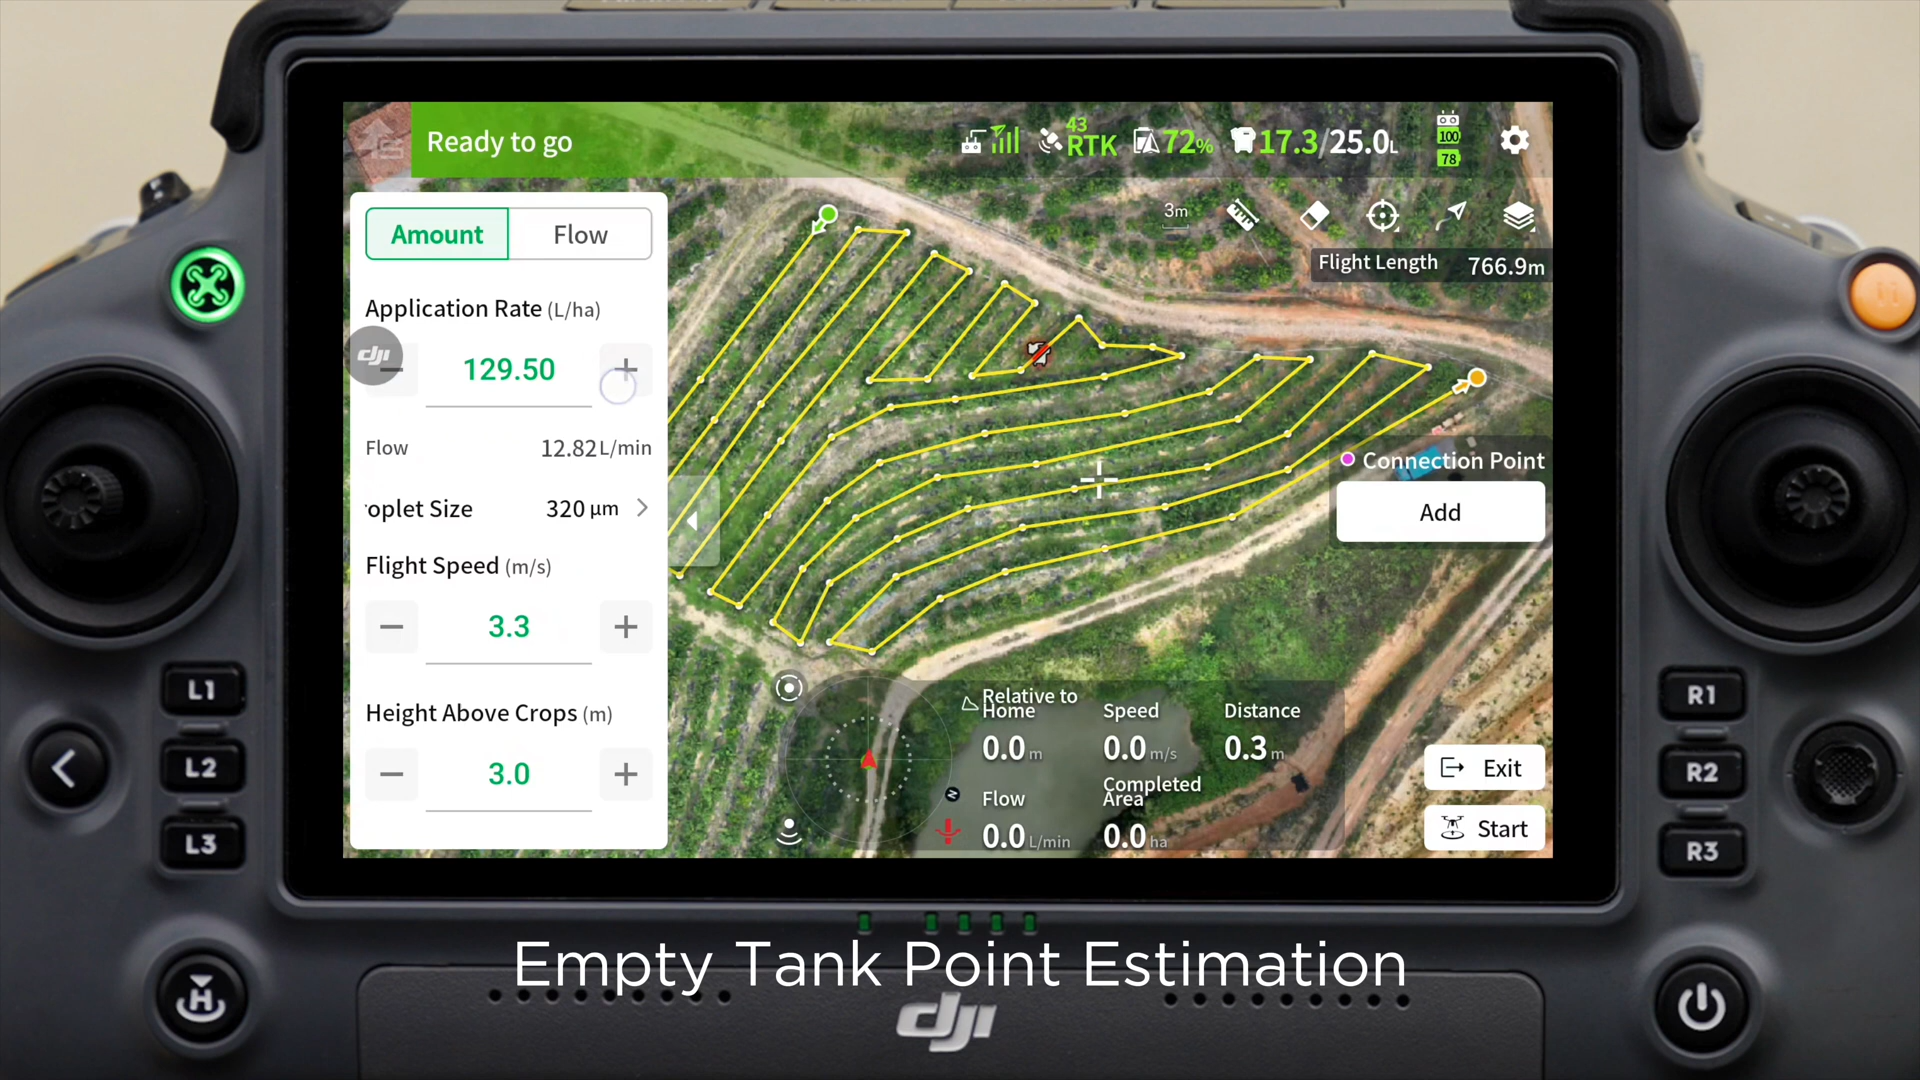 Ready to go
43
RTK
72%
17.3/25.0L
100
78
Amount
Flow
3m
Flight Length 766.9m
Application Rate (L/ha)
dji
129.50
Flow 12.82L/min
oplet Size 320 μm
Connection Point
Add
Flight Speed (m/s)
3.3
Height Above Crops (m)
3.0
Relative to
Home
0.0 m
Speed
0.0 m/s
Distance
0.3 m
Flow
0.0 L/min
Completed
Area
0.0 ha
Exit
Start
L1
L2
L3
R1
R2
R3
H
Empty Tank Point Estimation
dji